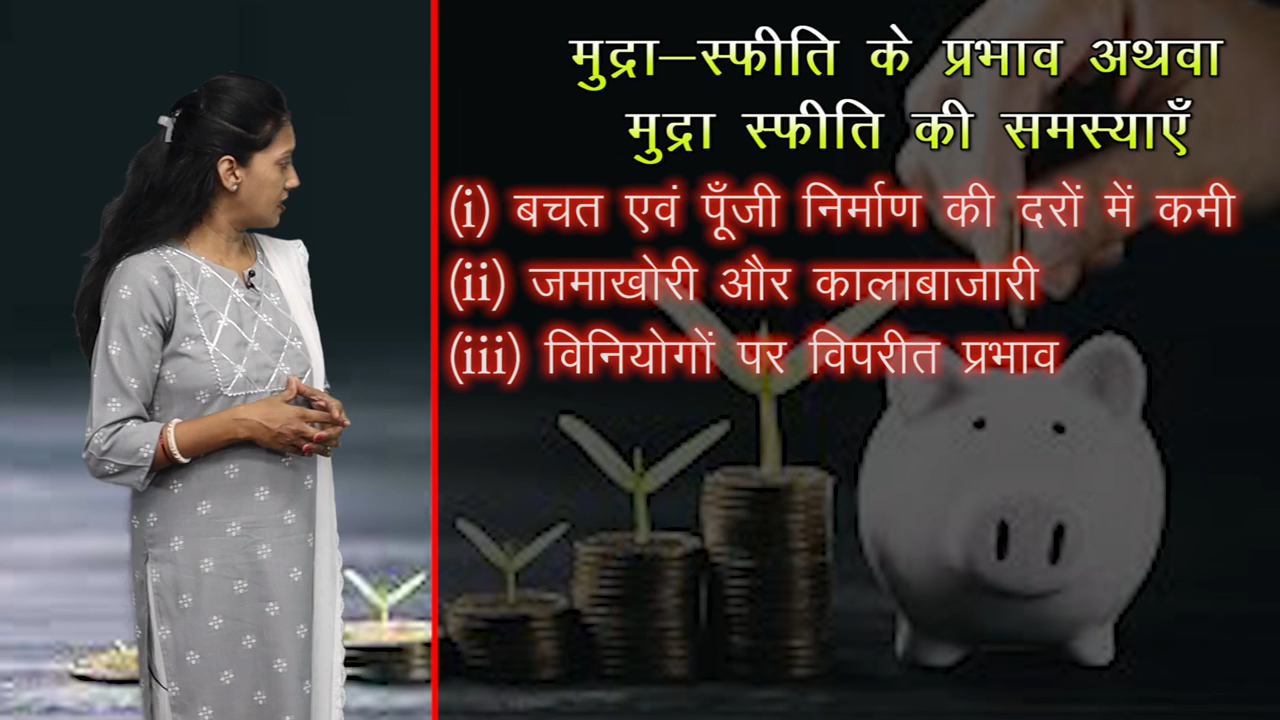 मुद्रा–स्फीति के प्रभाव अथवा
मुद्रा स्फीति की समस्याएँ
(i) बचत एवं पूँजी निर्माण की दरों में कमी
(ii) जमाखोरी और कालाबाजारी
(iii) विनियोगों पर विपरीत प्रभाव